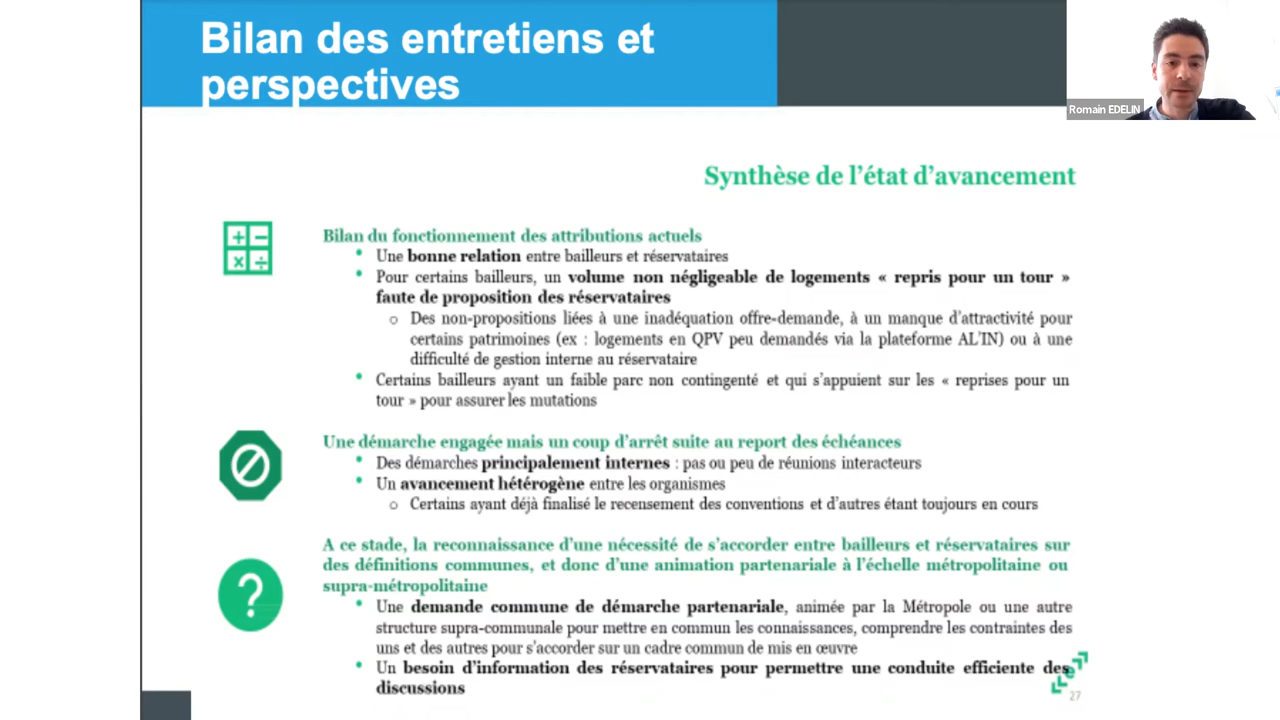 Bilan des entretiens et
perspectives
Romain EDELIN
Synthèse de l'état d'avancement
Bilan du fonctionnement des attributions actuels
• Une bonne relation entre bailleurs et réservataires
• Pour certains bailleurs, un volume non négligeable de logements « repris pour un tour »
faute de proposition des réservataires
o Des non-propositions liées à une inadéquation offre-demande, à un manque d'attractivité pour
certains patrimoines (ex : logements en QPV peu demandés via la plateforme AL'IN) ou à une
difficulté de gestion interne au réservataire
• Certains bailleurs ayant un faible parc non contingenté et qui s'appuient sur les « reprises pour un
tour » pour assurer les mutations
Une démarche engagée mais un coup d'arrêt suite au report des échéances
• Des démarches principalement internes : pas ou peu de réunions interacteurs
• Un avancement hétérogène entre les organismes
o Certains ayant déjà finalisé le recensement des conventions et d'autres étant toujours en cours
A ce stade, la reconnaissance d'une nécessité de s'accorder entre bailleurs et réservataires sur
des définitions communes, et donc d'une animation partenariale à l'échelle métropolitaine ou
supra-métropolitaine
• Une demande commune de démarche partenariale, animée par la Métropole ou une autre
structure supra-communale pour mettre en commun les connaissances, comprendre les contraintes des
uns et des autres pour s'accorder sur un cadre commun de mis en œuvre
• Un besoin d'information des réservataires pour permettre une conduite efficiente des
discussions
27